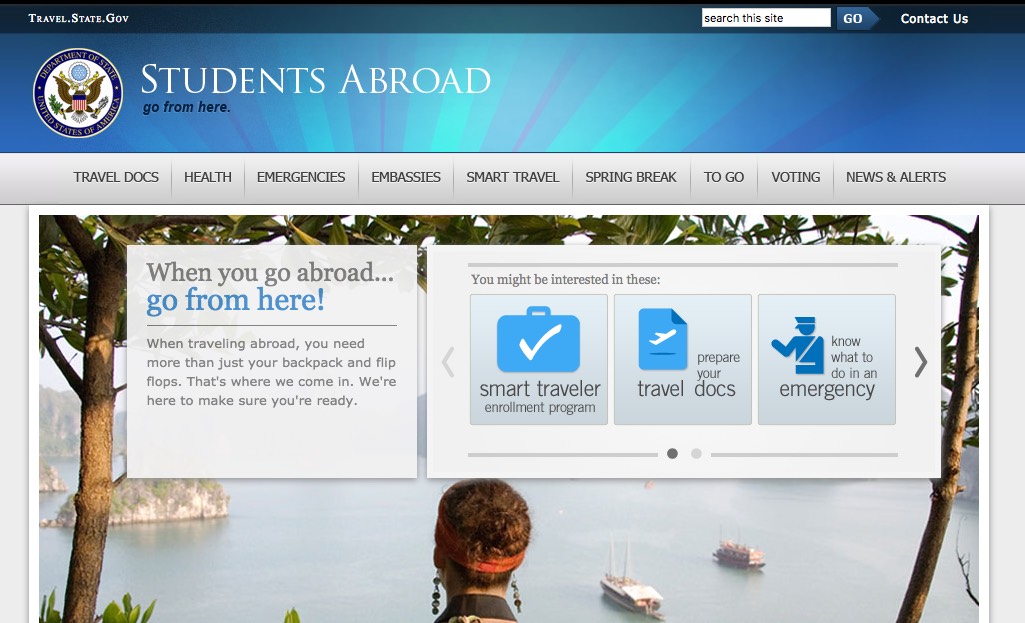 TRAVEL.STATE.GOV
search this site
GO
Contact Us
DEPARTMENT OF STATE
UNITED STATES OF AMERICA
STUDENTS ABROAD
go from here.
TRAVEL DOCS
HEALTH
EMERGENCIES
EMBASSIES
SMART TRAVEL
SPRING BREAK
TO GO
VOTING
NEWS & ALERTS
When you go abroad...
go from here!
When traveling abroad, you need
more than just your backpack and flip
flops. That's where we come in. We're
here to make sure you're ready.
You might be interested in these:
smart traveler
enrollment program
prepare
your
travel docs
know
what to
do in an
emergency